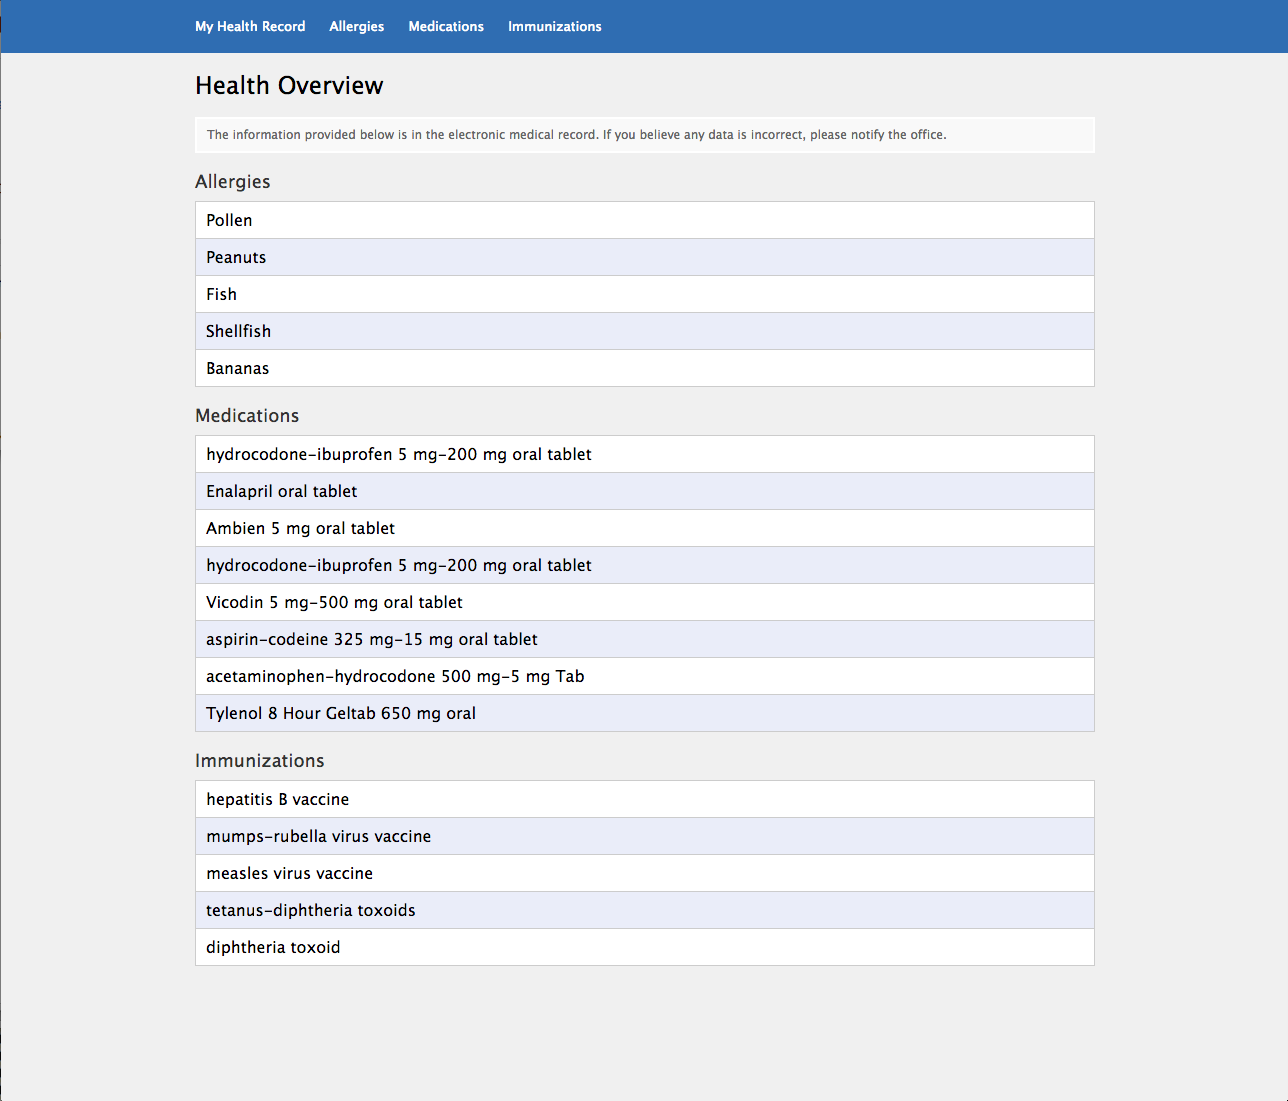 My Health Record Allergies Medications Immunizations
Health Overview
The information provided below is in the electronic medical record. If you believe any data is incorrect, please notify the office.
Allergies
Pollen
Peanuts
Fish
Shellfish
Bananas
Medications
hydrocodone-ibuprofen 5 mg-200 mg oral tablet
Enalapril oral tablet
Ambien 5 mg oral tablet
hydrocodone-ibuprofen 5 mg-200 mg oral tablet
Vicodin 5 mg-500 mg oral tablet
aspirin-codeine 325 mg-15 mg oral tablet
acetaminophen-hydrocodone 500 mg-5 mg Tab
Tylenol 8 Hour Geltab 650 mg oral
Immunizations
hepatitis B vaccine
mumps-rubella virus vaccine
measles virus vaccine
tetanus-diphtheria toxoids
diphtheria toxoid